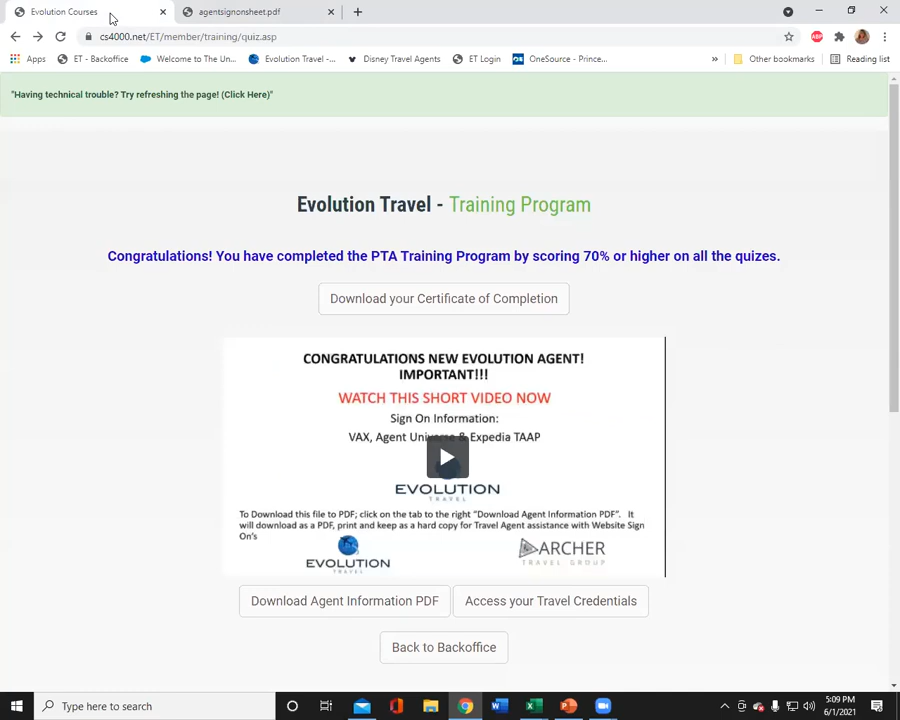 Evolution Courses
agentsignonsheet.pdf
cs4000.net/ET/member/training/quiz.asp
ABP
Apps
ET - Backoffice
Welcome to The Un...
Evolution Travel -...
Disney Travel Agents
ET Login
OneSource - Prince...
»
Other bookmarks
Reading list
"Having technical trouble? Try refreshing the page! (Click Here)"
Evolution Travel - Training Program
Congratulations! You have completed the PTA Training Program by scoring 70% or higher on all the quizes.
Download your Certificate of Completion
CONGRATULATIONS NEW EVOLUTION AGENT!
IMPORTANT!!!
WATCH THIS SHORT VIDEO NOW
Sign On Information:
VAX, Agent Universe & Expedia TAAP
EVOLUTION
TRAVEL
To Download this file to PDF; click on the tab to the right "Download Agent Information PDF". It
will download as a PDF, print and keep as a hard copy for Travel Agent assistance with Website Sign
On's
EVOLUTION
TRAVEL
ARCHER
TRAVEL GROUP
Download Agent Information PDF
Access your Travel Credentials
Back to Backoffice
Type here to search
5:09 PM
6/1/2021